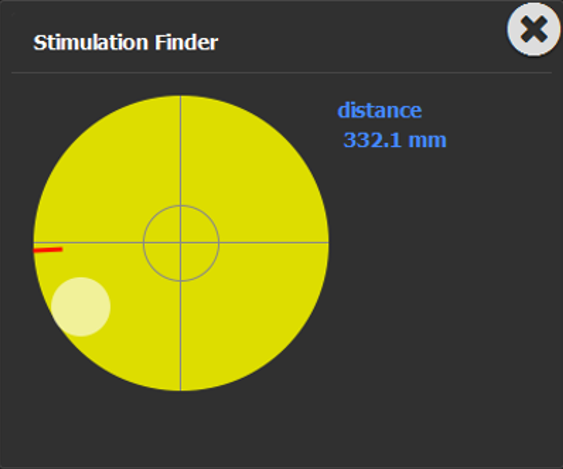 Stimulation Finder
distance
332.1 mm